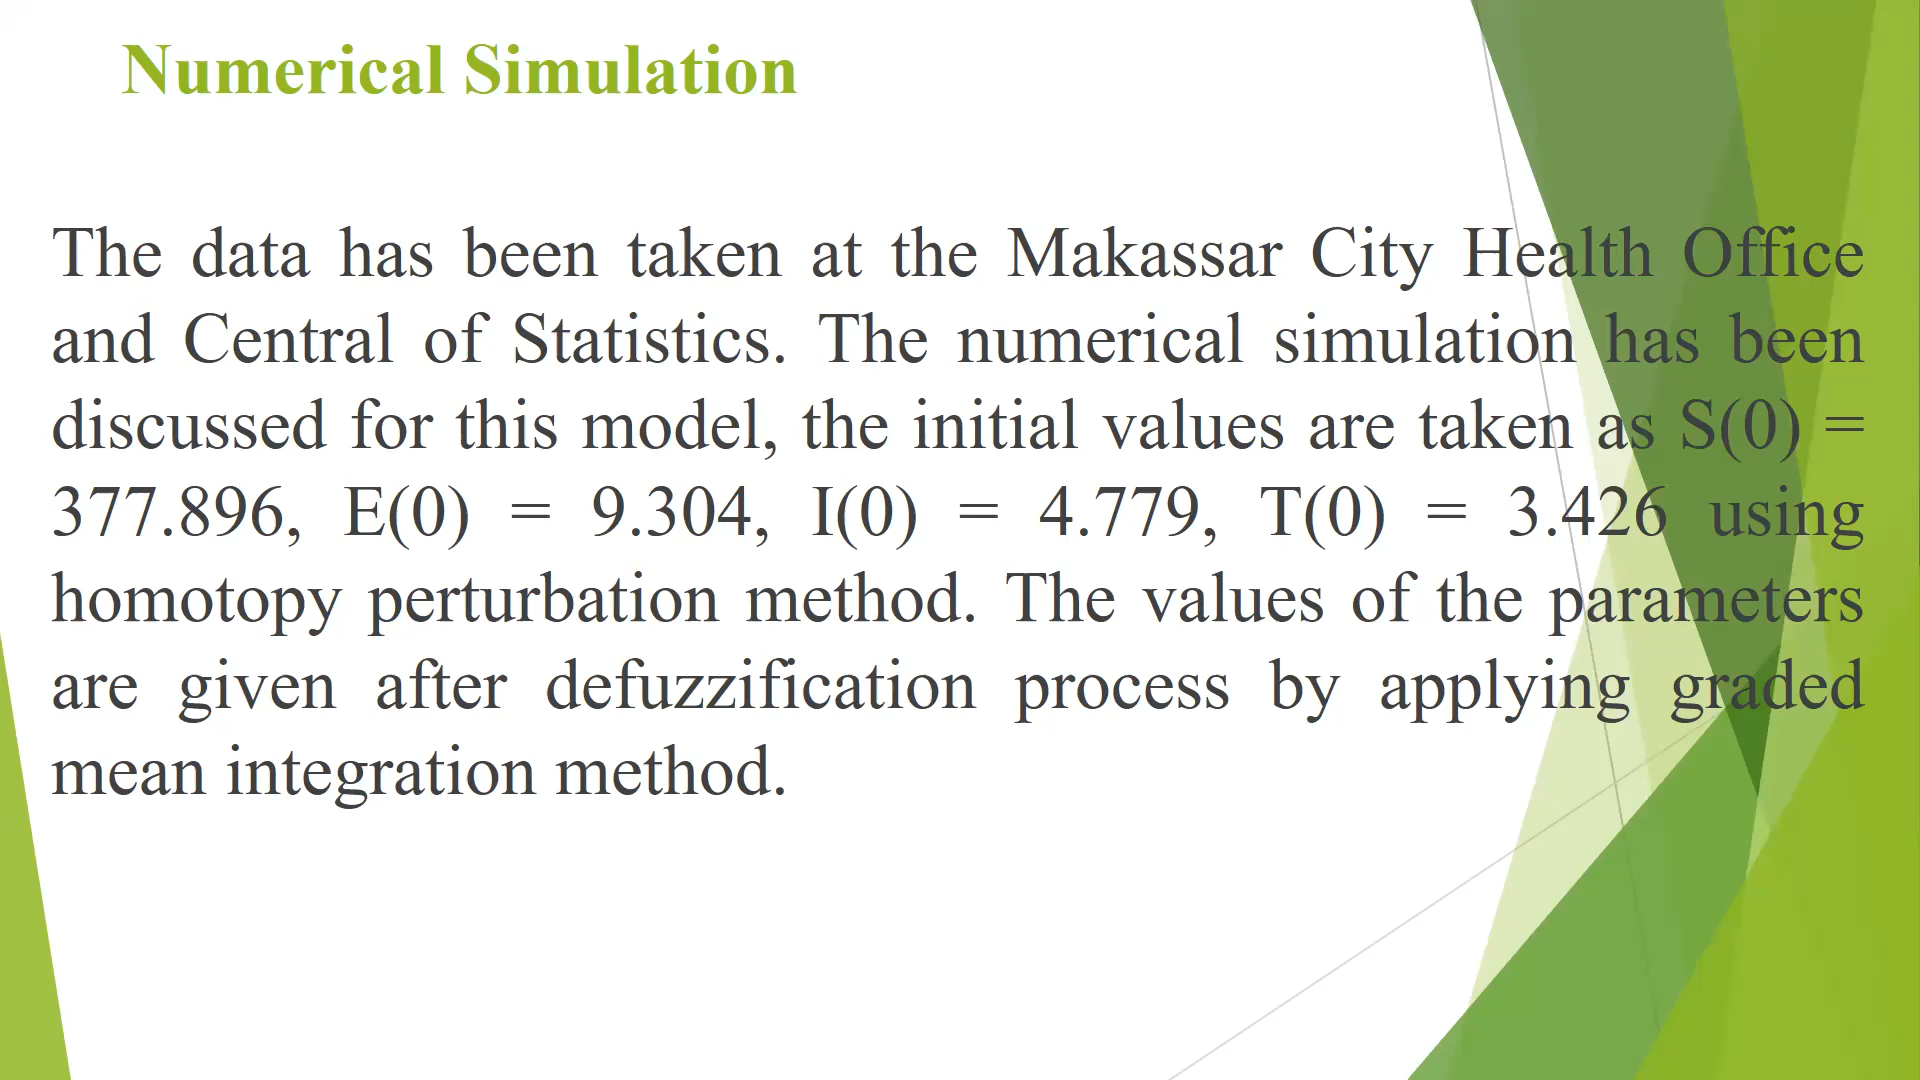 Numerical Simulation
The data has been taken at the Makassar City Health Office
and Central of Statistics. The numerical simulation has been
discussed for this model, the initial values are taken as S(0) =
377.896, E(0) = 9.304, I(0) = 4.779, T(0) = 3.426 using
homotopy perturbation method. The values of the parameters
are given after defuzzification process by applying graded
mean integration method.